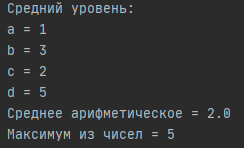 Средний уровень:
a = 1
b = 3
c = 2
d = 5
Среднее арифметическое = 2.0
Максимум из чисел = 5